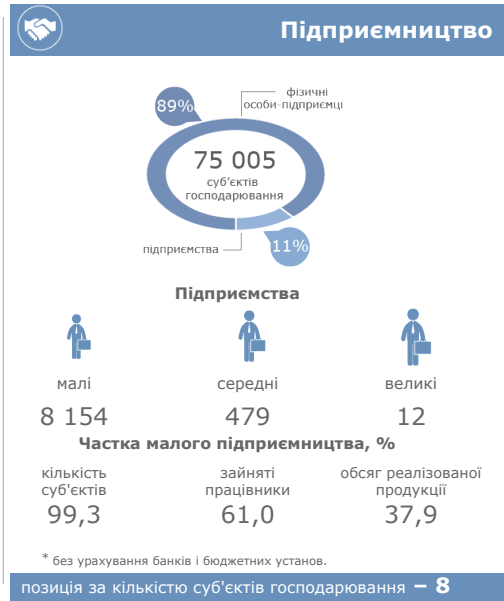 Підприємництво
фізичні
особи-підприємці
89%
75 005
суб’єктів
господарювання
підприємства
11%
Підприємства
малі середні великі
8 154 479 12
Частка малого підприємництва, %
кількість зайняті обсяг реалізованої
суб'єктів працівники продукції
99,3 61,0 37,9
* без урахування банків і бюджетних установ.
позиція за кількістю суб'єктів господарювання – 8